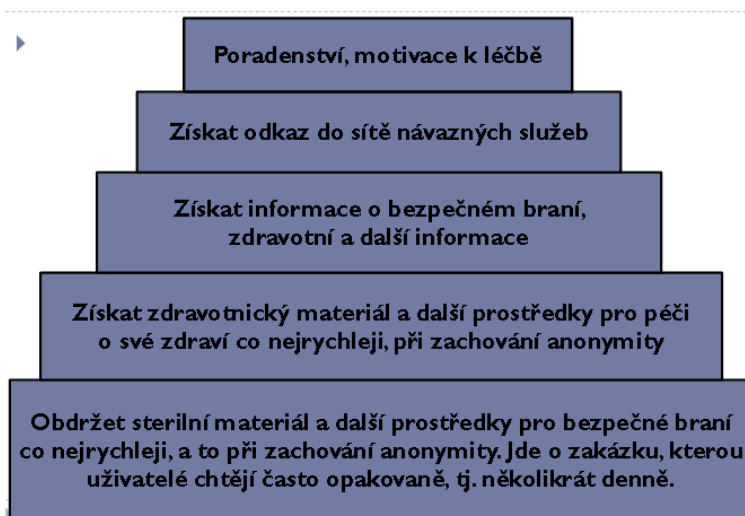 Poradenství, motivace k léčbě
Získat odkaz do sítě návazných služeb
Získat informace o bezpečném braní,
zdravotní a další informace
Získat zdravotnický materiál a další prostředky pro péči
o své zdraví co nejrychleji, při zachování anonymity
Obdržet sterilní materiál a další prostředky pro bezpečné braní
co nejrychleji, a to při zachování anonymity. Jde o zakázku, kterou
uživatelé chtějí často opakovaně, tj. několikrát denně.